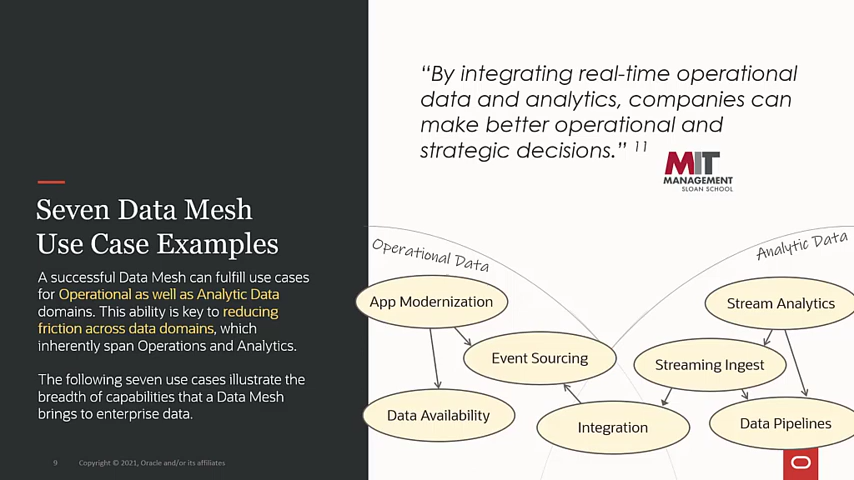 “By integrating real-time operational
data and analytics, companies can
make better operational and
strategic decisions.” 11
MIT
MANAGEMENT
SLOAN SCHOOL
Seven Data Mesh
Use Case Examples
A successful Data Mesh can fulfill use cases
for Operational as well as Analytic Data
domains. This ability is key to reducing
friction across data domains, which
inherently span Operations and Analytics.
The following seven use cases illustrate the
breadth of capabilities that a Data Mesh
brings to enterprise data.
Operational Data
Analytic Data
App Modernization
Stream Analytics
Event Sourcing
Streaming Ingest
Data Availability
Integration
Data Pipelines
9
Copyright © 2021, Oracle and/or its affiliates